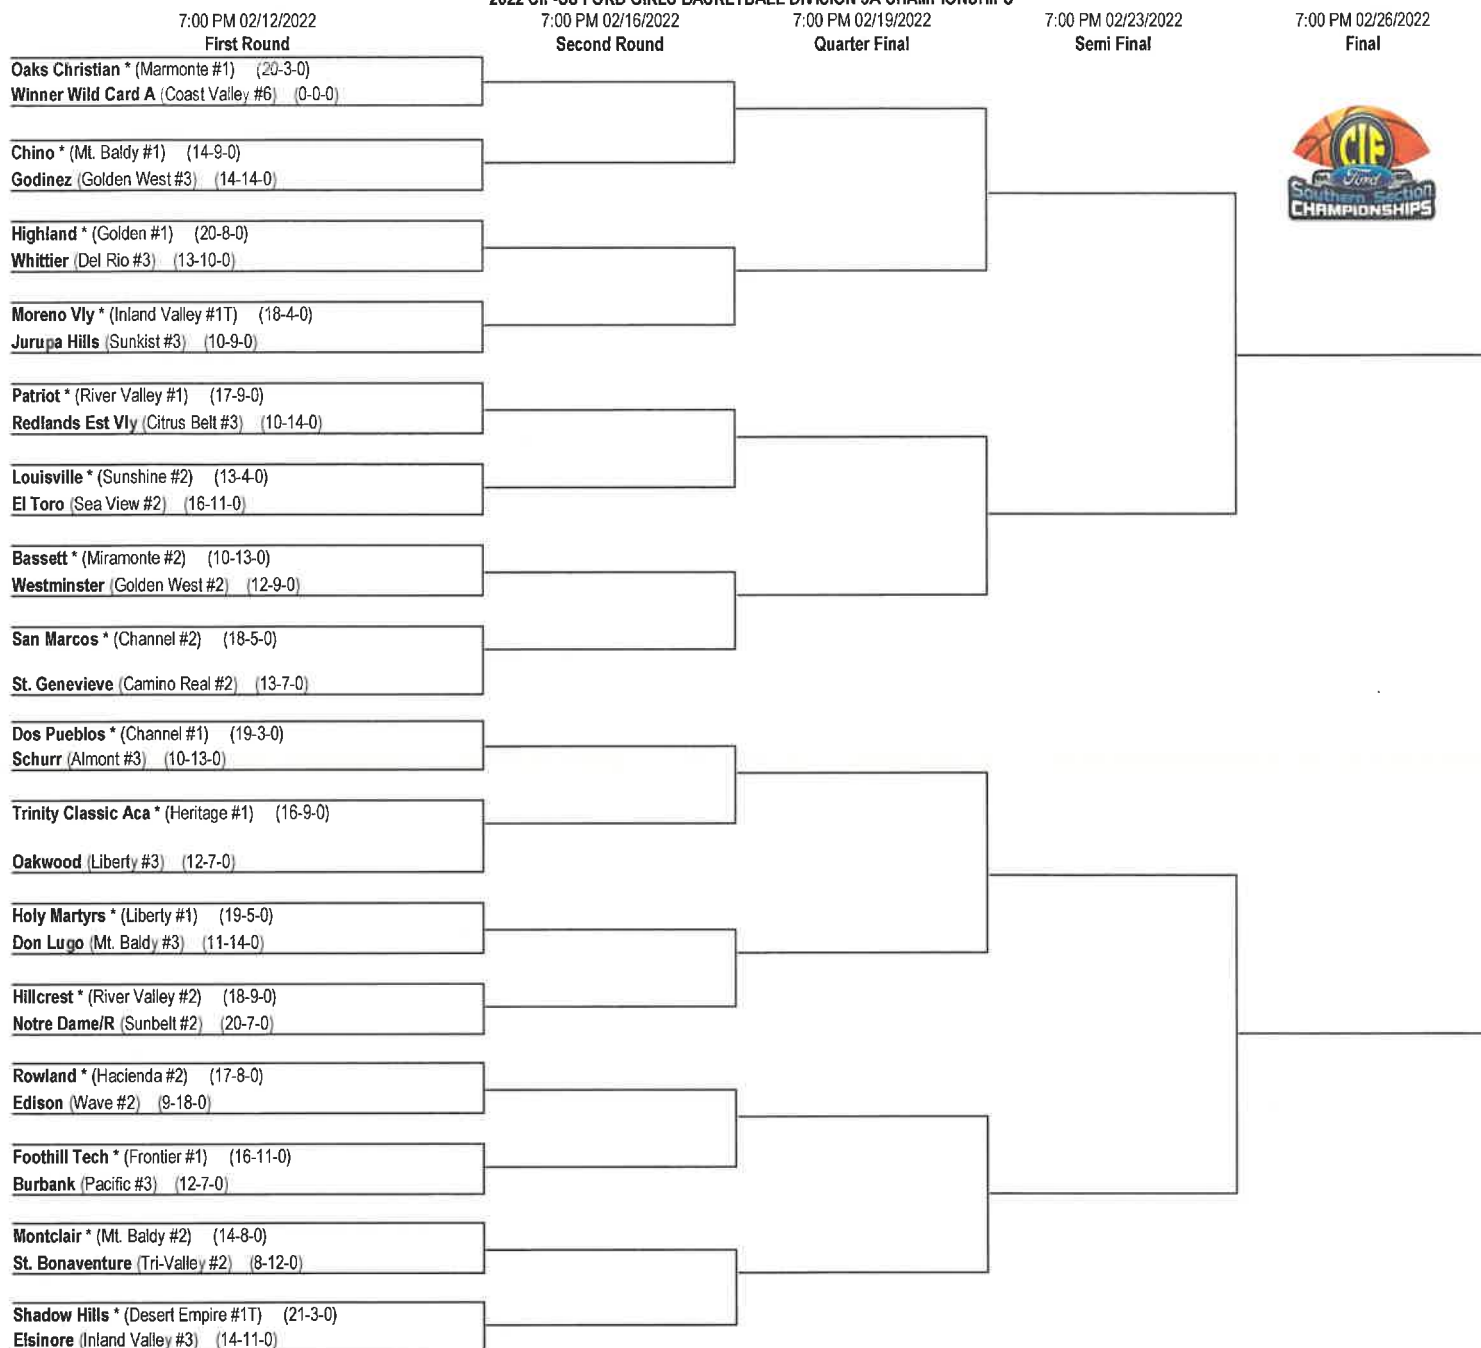 7:00 PM 02/12/2022 7:00 PM 02/16/2022 7:00 PM 02/19/2022 7:00 PM 02/23/2022 7:00 PM 02/26/2022
First Round Second Round Quarter Final Semi Final Final
Oaks Christian * (Marmonte #1) (20-3-0)
Winner Wild Card A (Coast Valley #6) (0-0-0)
Chino * (Mt. Baldy #1) (14-9-0)
Godinez (Golden West #3) (14-14-0)
Highland * (Golden #1) (20-8-0)
Whittier (Del Rio #3) (13-10-0)
Moreno Vly * (Inland Valley #1T) (18-4-0)
Jurupa Hills (Sunkist #3) (10-9-0)
Patriot * (River Valley #1) (17-9-0)
Redlands Est Vly (Citrus Belt #3) (10-14-0)
Louisville * (Sunshine #2) (13-4-0)
El Toro (Sea View #2) (16-11-0)
Bassett * (Miramonte #2) (10-13-0)
Westminster (Golden West #2) (12-9-0)
San Marcos * (Channel #2) (18-5-0)
St. Genevieve (Camino Real #2) (13-7-0)
Dos Pueblos * (Channel #1) (19-3-0)
Schurr (Almont #3) (10-13-0)
Trinity Classic Aca * (Heritage #1) (16-9-0)
Oakwood (Liberty #3) (12-7-0)
Holy Martyrs * (Liberty #1) (19-5-0)
Don Lugo (Mt. Baldy #3) (11-14-0)
Hillcrest * (River Valley #2) (18-9-0)
Notre Dame/R (Sunbelt #2) (20-7-0)
Rowland * (Hacienda #2) (17-8-0)
Edison (Wave #2) (9-18-0)
Foothill Tech * (Frontier #1) (16-11-0)
Burbank (Pacific #3) (12-7-0)
Montclair * (Mt. Baldy #2) (14-8-0)
St. Bonaventure (Tri-Valley #2) (8-12-0)
Shadow Hills * (Desert Empire #1T) (21-3-0)
Elsinore (Inland Valley #3) (14-11-0)
CIF
Ford
Southern Section
CHAMPIONSHIPS